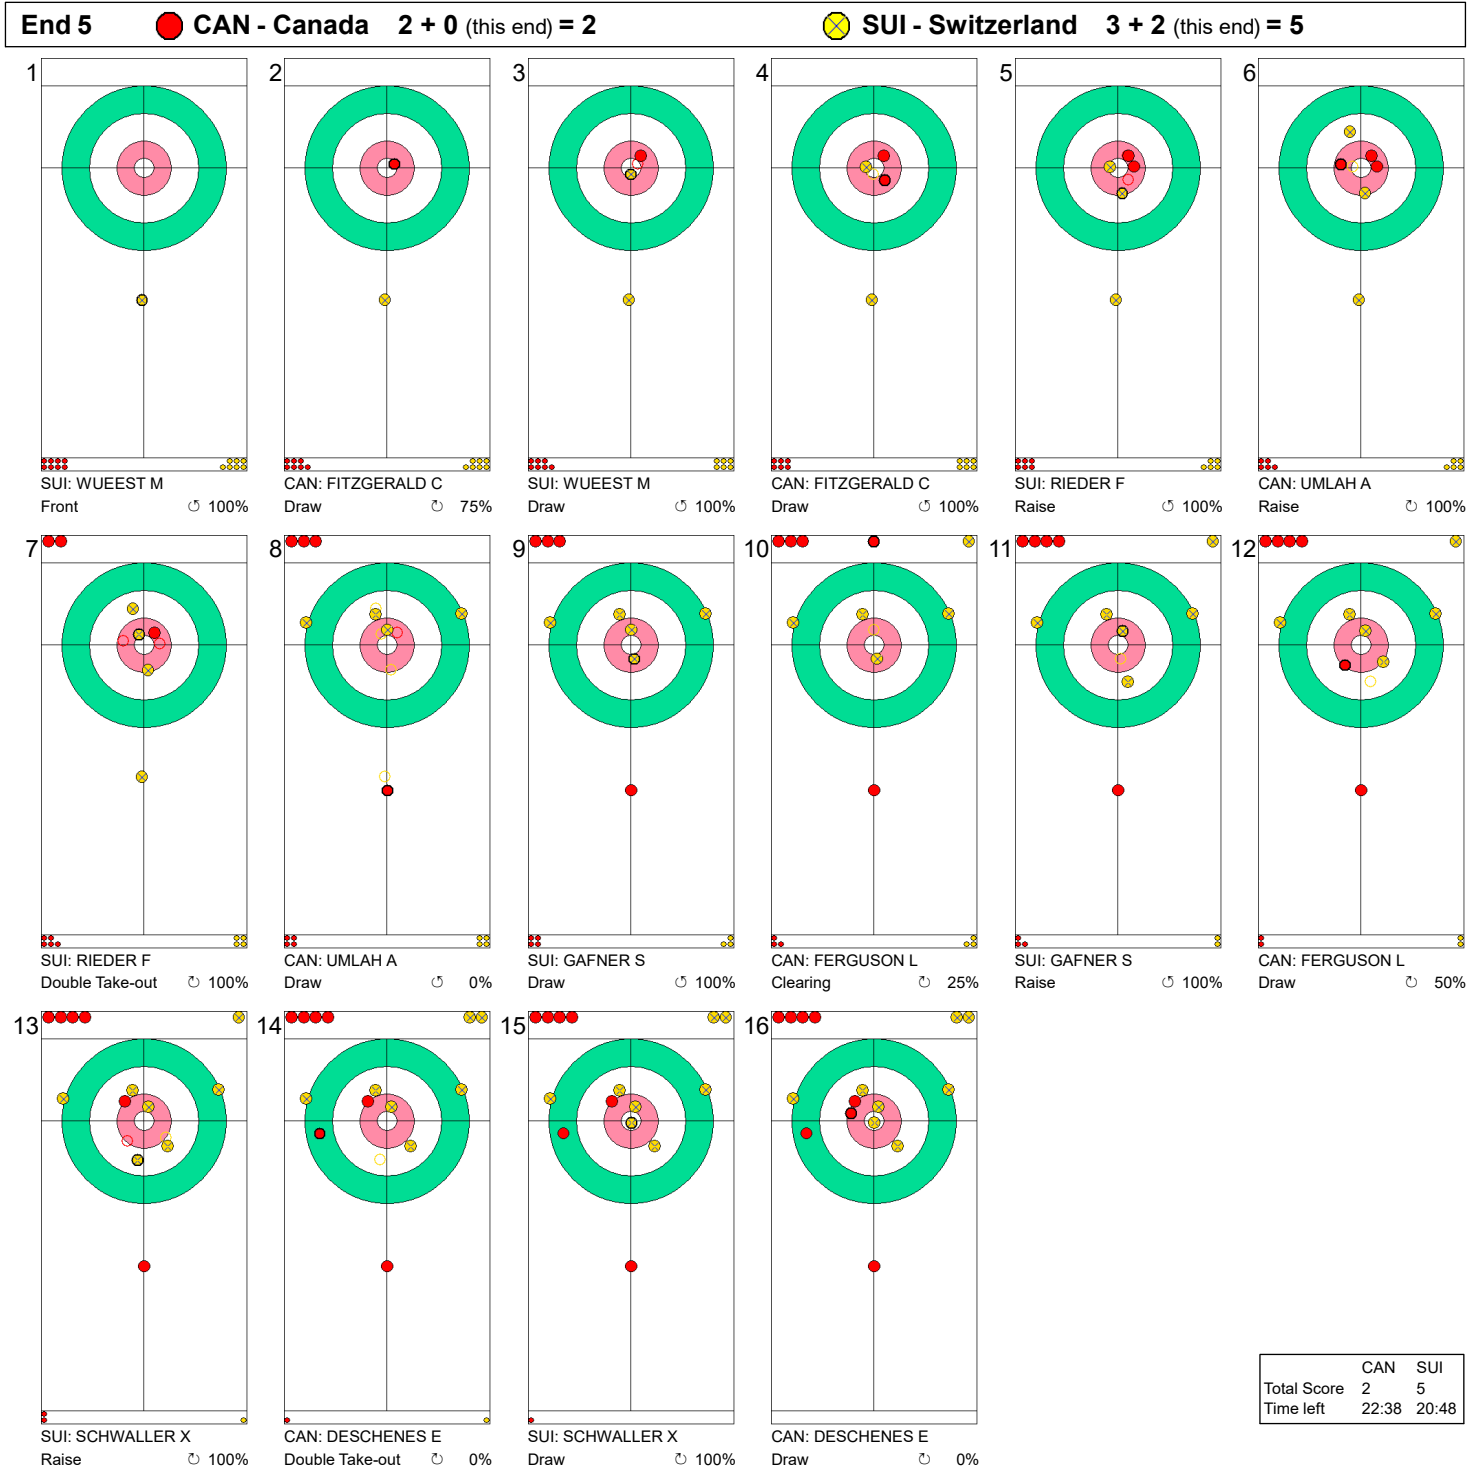 End 5 CAN - Canada 2 + 0 (this end) = 2 SUI - Switzerland 3 + 2 (this end) = 5
1 2 3 4 5 6
SUI: WUEEST M CAN: FITZGERALD C SUI: WUEEST M CAN: FITZGERALD C SUI: RIEDER F CAN: UMLAH A
Front ↺ 100% Draw ↻ 75% Draw ↺ 100% Draw ↺ 100% Raise ↺ 100% Raise ↺ 100%
7 8 9 10 11 12
SUI: RIEDER F CAN: UMLAH A SUI: GAFNER S CAN: FERGUSON L SUI: GAFNER S CAN: FERGUSON L
Double Take-out ↻ 100% Draw ↺ 0% Draw ↻ 100% Clearing ↻ 25% Raise ↻ 100% Draw ↻ 50%
13 14 15 16
SUI: SCHWALLER X CAN: DESCHENES E SUI: SCHWALLER X CAN: DESCHENES E
Raise ↻ 100% Double Take-out ↻ 0% Draw ↻ 100% Draw ↻ 0%
CAN SUI
Total Score 2 5
Time left 22:38 20:48